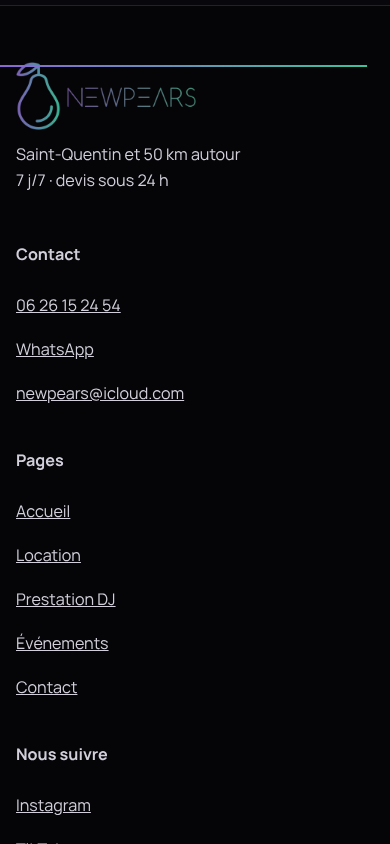 NEWPEARS
Saint-Quentin et 50 km autour
7 j/7 · devis sous 24 h
Contact
06 26 15 24 54
WhatsApp
newpears@icloud.com
Pages
Accueil
Location
Prestation DJ
Événements
Contact
Nous suivre
Instagram